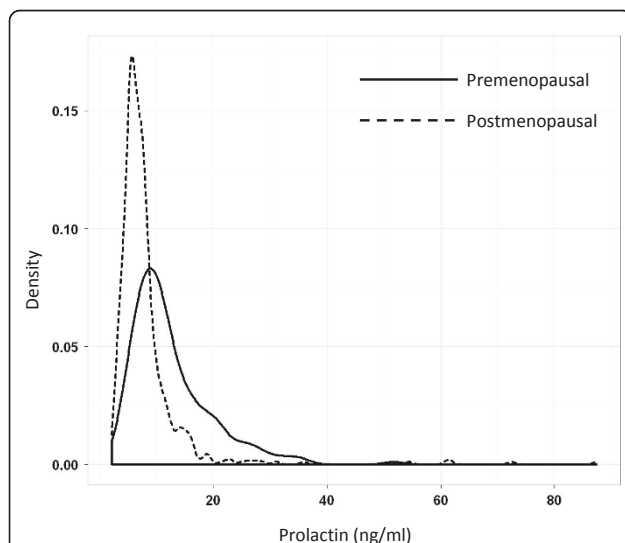 Premenopausal
Postmenopausal
0.15
0.10
0.05
0.00
Density
20 40 60 80
Prolactin (ng/ml)